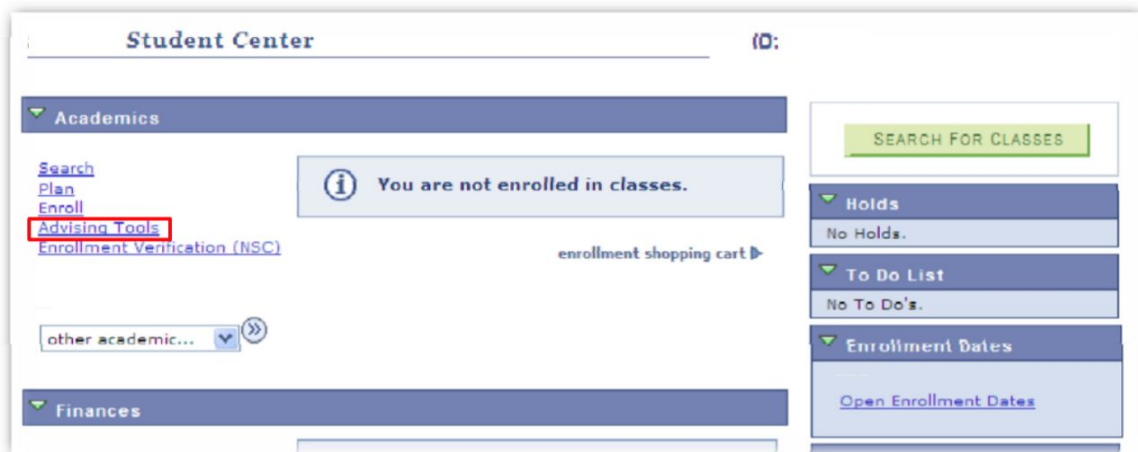 Student Center
ID:
Academics
Search
Plan
Enroll
Advising Tools
Enrollment Verification (NSC)
You are not enrolled in classes.
enrollment shopping cart
other academic...
Finances
SEARCH FOR CLASSES
Holds
No Holds.
To Do List
No To Do's.
Enrollment Dates
Open Enrollment Dates